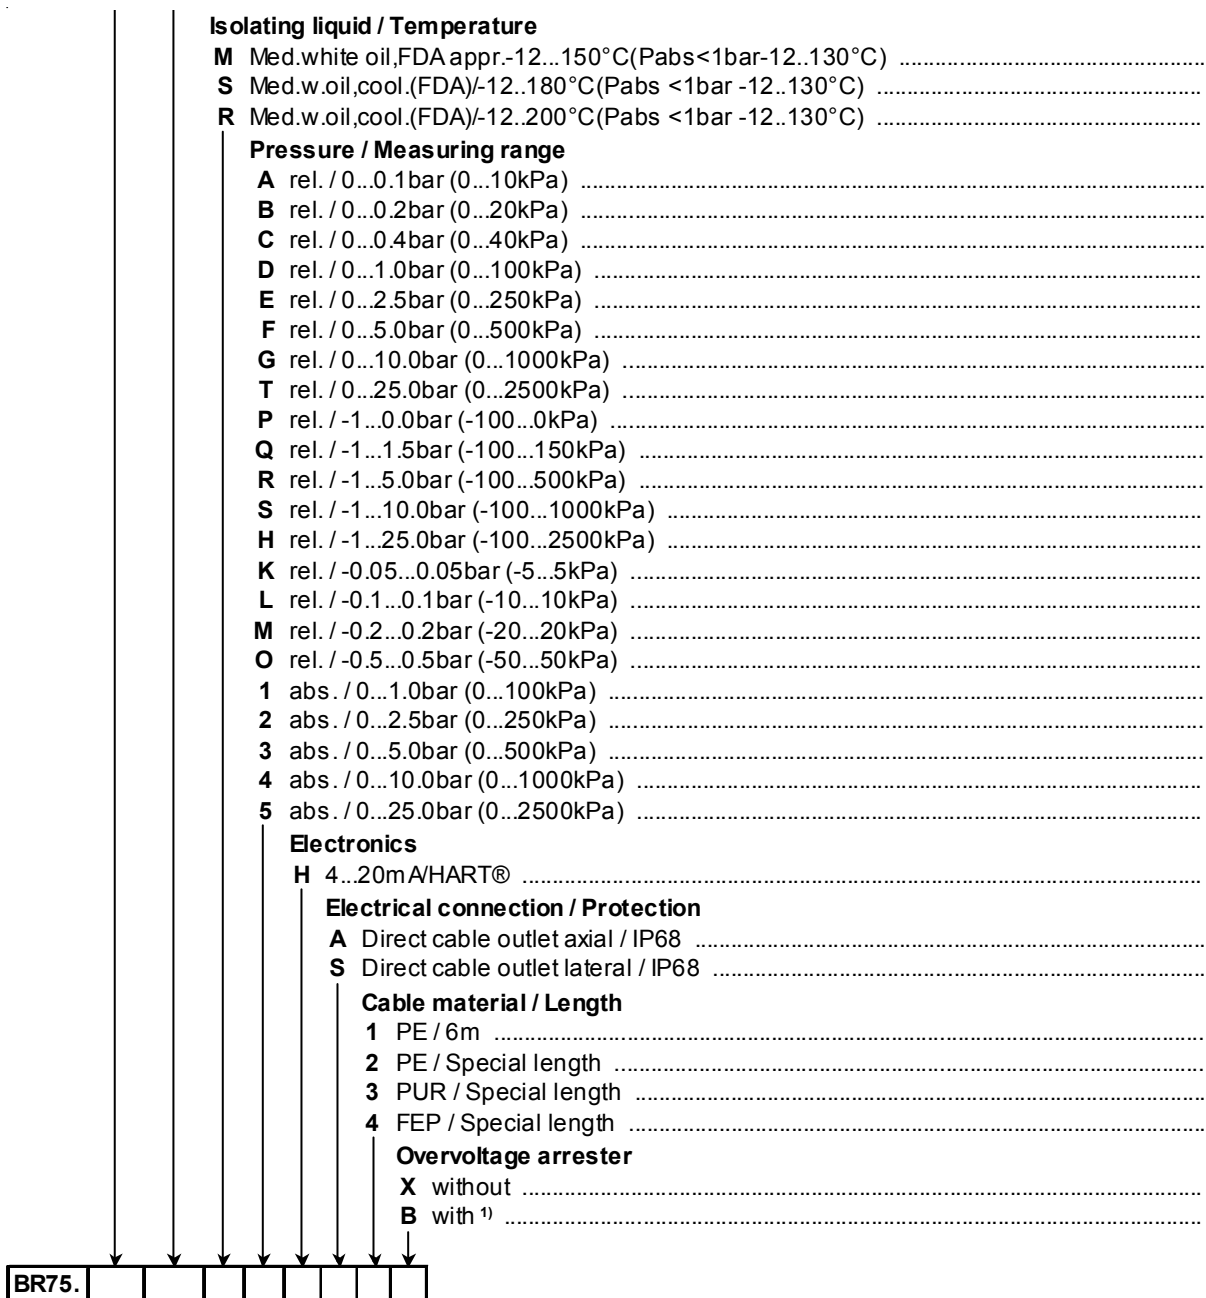 Isolating liquid / Temperature
M Med.white oil,FDA appr.-12...150°C(Pabs<1bar-12..130°C)
S Med.w.oil,cool.(FDA)/-12..180°C(Pabs <1bar -12..130°C)
R Med.w.oil,cool.(FDA)/-12..200°C(Pabs <1bar -12..130°C)
Pressure / Measuring range
A rel. / 0...0.1bar (0...10kPa)
B rel. / 0...0.2bar (0...20kPa)
C rel. / 0...0.4bar (0...40kPa)
D rel. / 0...1.0bar (0...100kPa)
E rel. / 0...2.5bar (0...250kPa)
F rel. / 0...5.0bar (0...500kPa)
G rel. / 0...10.0bar (0...1000kPa)
T rel. / 0...25.0bar (0...2500kPa)
P rel. / -1...0.0bar (-100...0kPa)
Q rel. / -1...1.5bar (-100...150kPa)
R rel. / -1...5.0bar (-100...500kPa)
S rel. / -1...10.0bar (-100...1000kPa)
H rel. / -1...25.0bar (-100...2500kPa)
K rel. / -0.05...0.05bar (-5...5kPa)
L rel. / -0.1...0.1bar (-10...10kPa)
M rel. / -0.2...0.2bar (-20...20kPa)
O rel. / -0.5...0.5bar (-50...50kPa)
1 abs. / 0...1.0bar (0...100kPa)
2 abs. / 0...2.5bar (0...250kPa)
3 abs. / 0...5.0bar (0...500kPa)
4 abs. / 0...10.0bar (0...1000kPa)
5 abs. / 0...25.0bar (0...2500kPa)
Electronics
H 4...20mA/HART®
Electrical connection / Protection
A Direct cable outlet axial / IP68
S Direct cable outlet lateral / IP68
Cable material / Length
1 PE / 6m
2 PE / Special length
3 PUR / Special length
4 FEP / Special length
Overvoltage arrester
X without
B with ¹⁾
BR75.